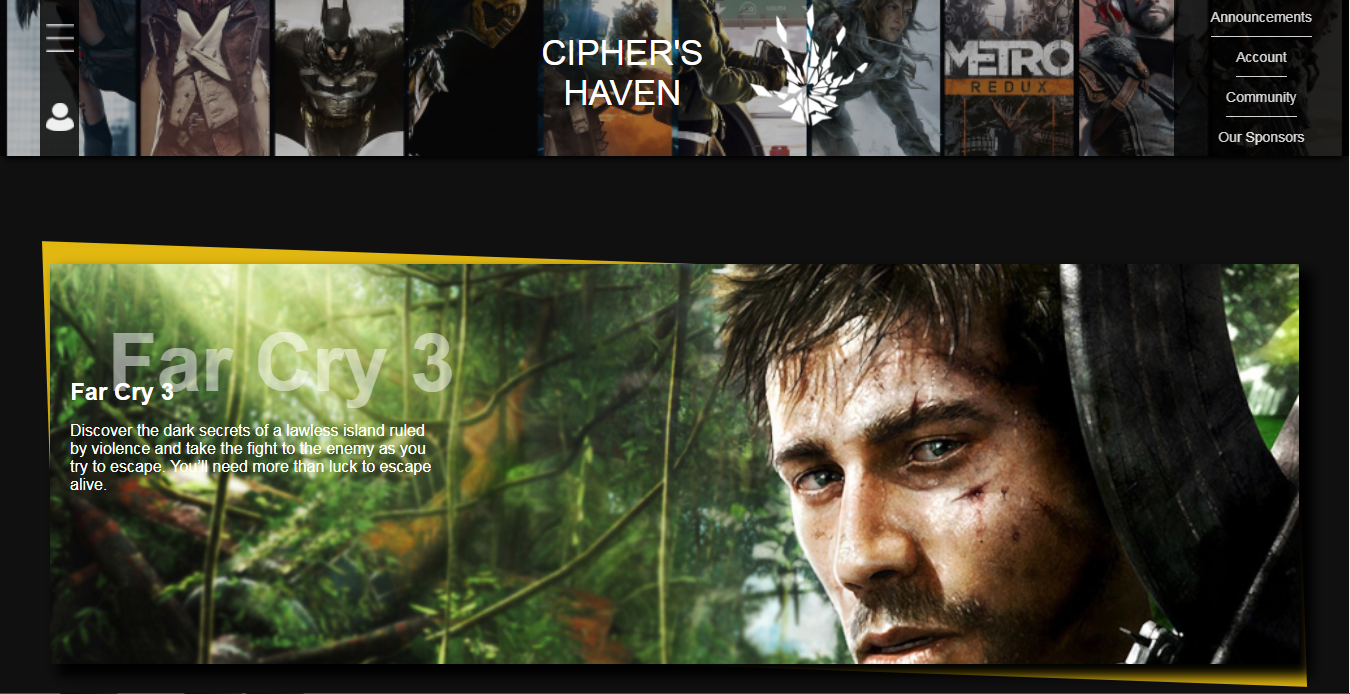 CIPHER'S
HAVEN
METRO
REDUX
Announcements
Account
Community
Our Sponsors
Far Cry 3
Far Cry 3
Discover the dark secrets of a lawless island ruled
by violence and take the fight to the enemy as you
try to escape. You'll need more than luck to escape
alive.